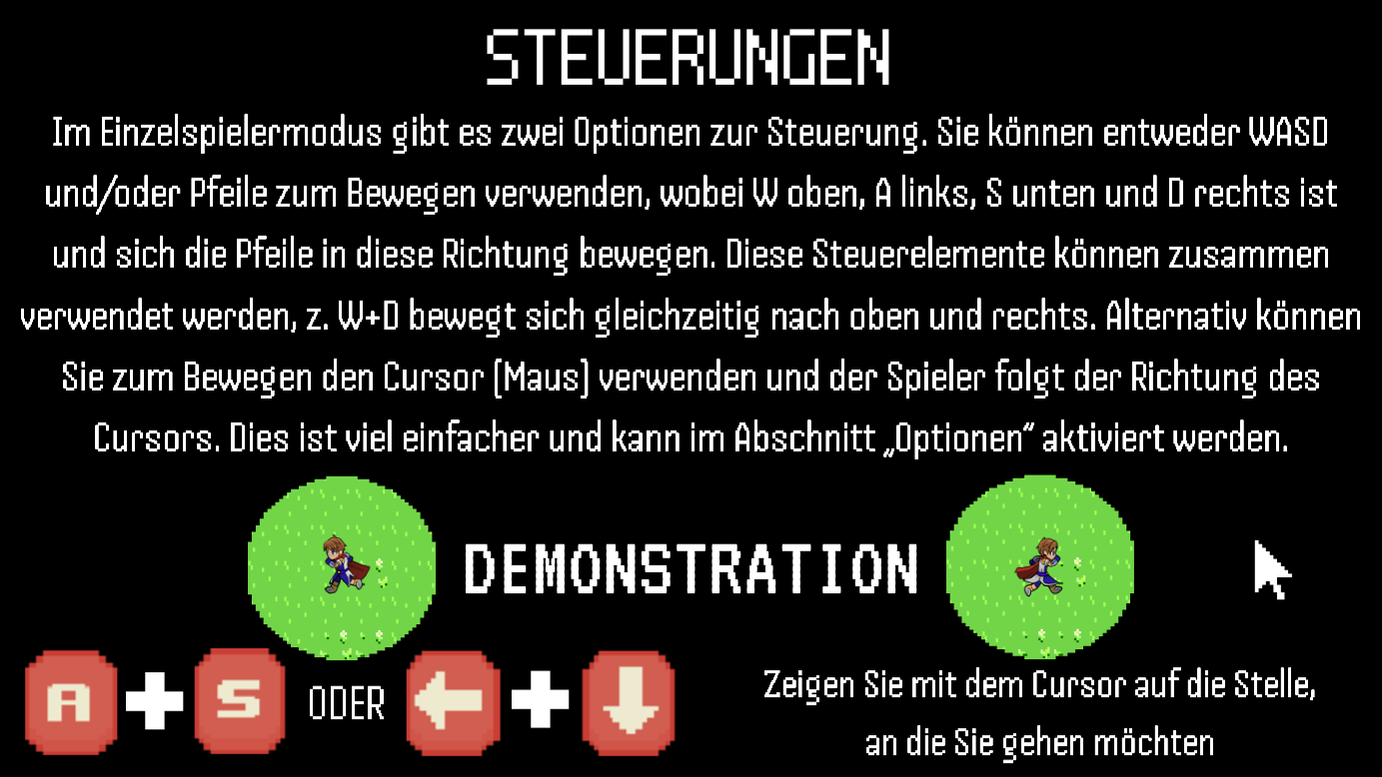 STEUERUNGEN
Im Einzelspielermodus gibt es zwei Optionen zur Steuerung. Sie können entweder WASD
und/oder Pfeile zum Bewegen verwenden, wobei W oben, A links, S unten und D rechts ist
und sich die Pfeile in diese Richtung bewegen. Diese Steuerelemente können zusammen
verwendet werden, z. W+D bewegt sich gleichzeitig nach oben und rechts. Alternativ können
Sie zum Bewegen den Cursor (Maus) verwenden und der Spieler folgt der Richtung des
Cursors. Dies ist viel einfacher und kann im Abschnitt „Optionen“ aktiviert werden.
DEMONSTRATION
A + S ODER ← + ↓
Zeigen Sie mit dem Cursor auf die Stelle,
an die Sie gehen möchten